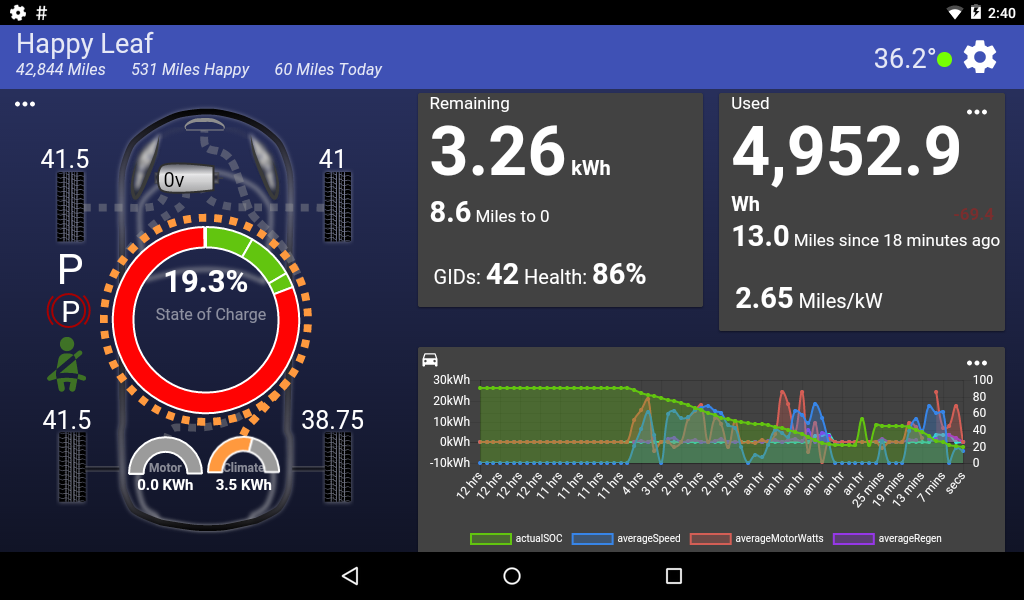 # 2:40
Happy Leaf
42,844 Miles 531 Miles Happy 60 Miles Today
36.2°
41.5 41
0v
P
P
19.3%
State of Charge
41.5 38.75
Motor
0.0 KWh
Climate
3.5 KWh
Remaining
3.26 kWh
8.6 Miles to 0
GIDs: 42 Health: 86%
Used
4,952.9
Wh
-69.4
13.0 Miles since 18 minutes ago
2.65 Miles/kW
30kWh 100
20kWh 80
10kWh 60
0kWh 40
-10kWh 20
0
12 hrs 12 hrs 12 hrs 12 hrs 11 hrs 11 hrs 11 hrs 11 hrs 4 hrs 3 hrs 2 hrs 2 hrs 2 hrs 2 hrs an hr an hr an hr an hr an hr an hr 25 mins 19 mins 13 mins 7 mins secs
actualSOC averageSpeed averageMotorWatts averageRegen